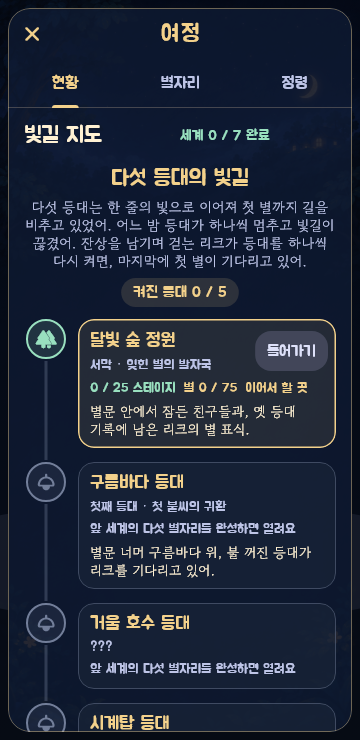 여정
현황
별자리
정령
빛길 지도
세계 0 / 7 완료
다섯 등대의 빛길
다섯 등대는 한 줄의 빛으로 이어져 첫 별까지 길을
비추고 있었어. 어느 밤 등대가 하나씩 멈추고 빛길이
끊겼어. 잔상을 남기며 걷는 리크가 등대를 하나씩
다시 켜면, 마지막에 첫 별이 기다리고 있어.
켜진 등대 0 / 5
달빛 숲 정원
서막 · 잊힌 별의 발자국
들어가기
0 / 25 스테이지 별 0 / 75 이어서 할 곳
별문 안에서 잠든 친구들과, 옛 등대
기록에 남은 리크의 별 표식.
구름바다 등대
첫째 등대 · 첫 불씨의 귀환
앞 세계의 다섯 별자리를 완성하면 열려요
별문 너머 구름바다 위, 불 꺼진 등대가
리크를 기다리고 있어.
거울 호수 등대
???
앞 세계의 다섯 별자리를 완성하면 열려요
시계탑 등대